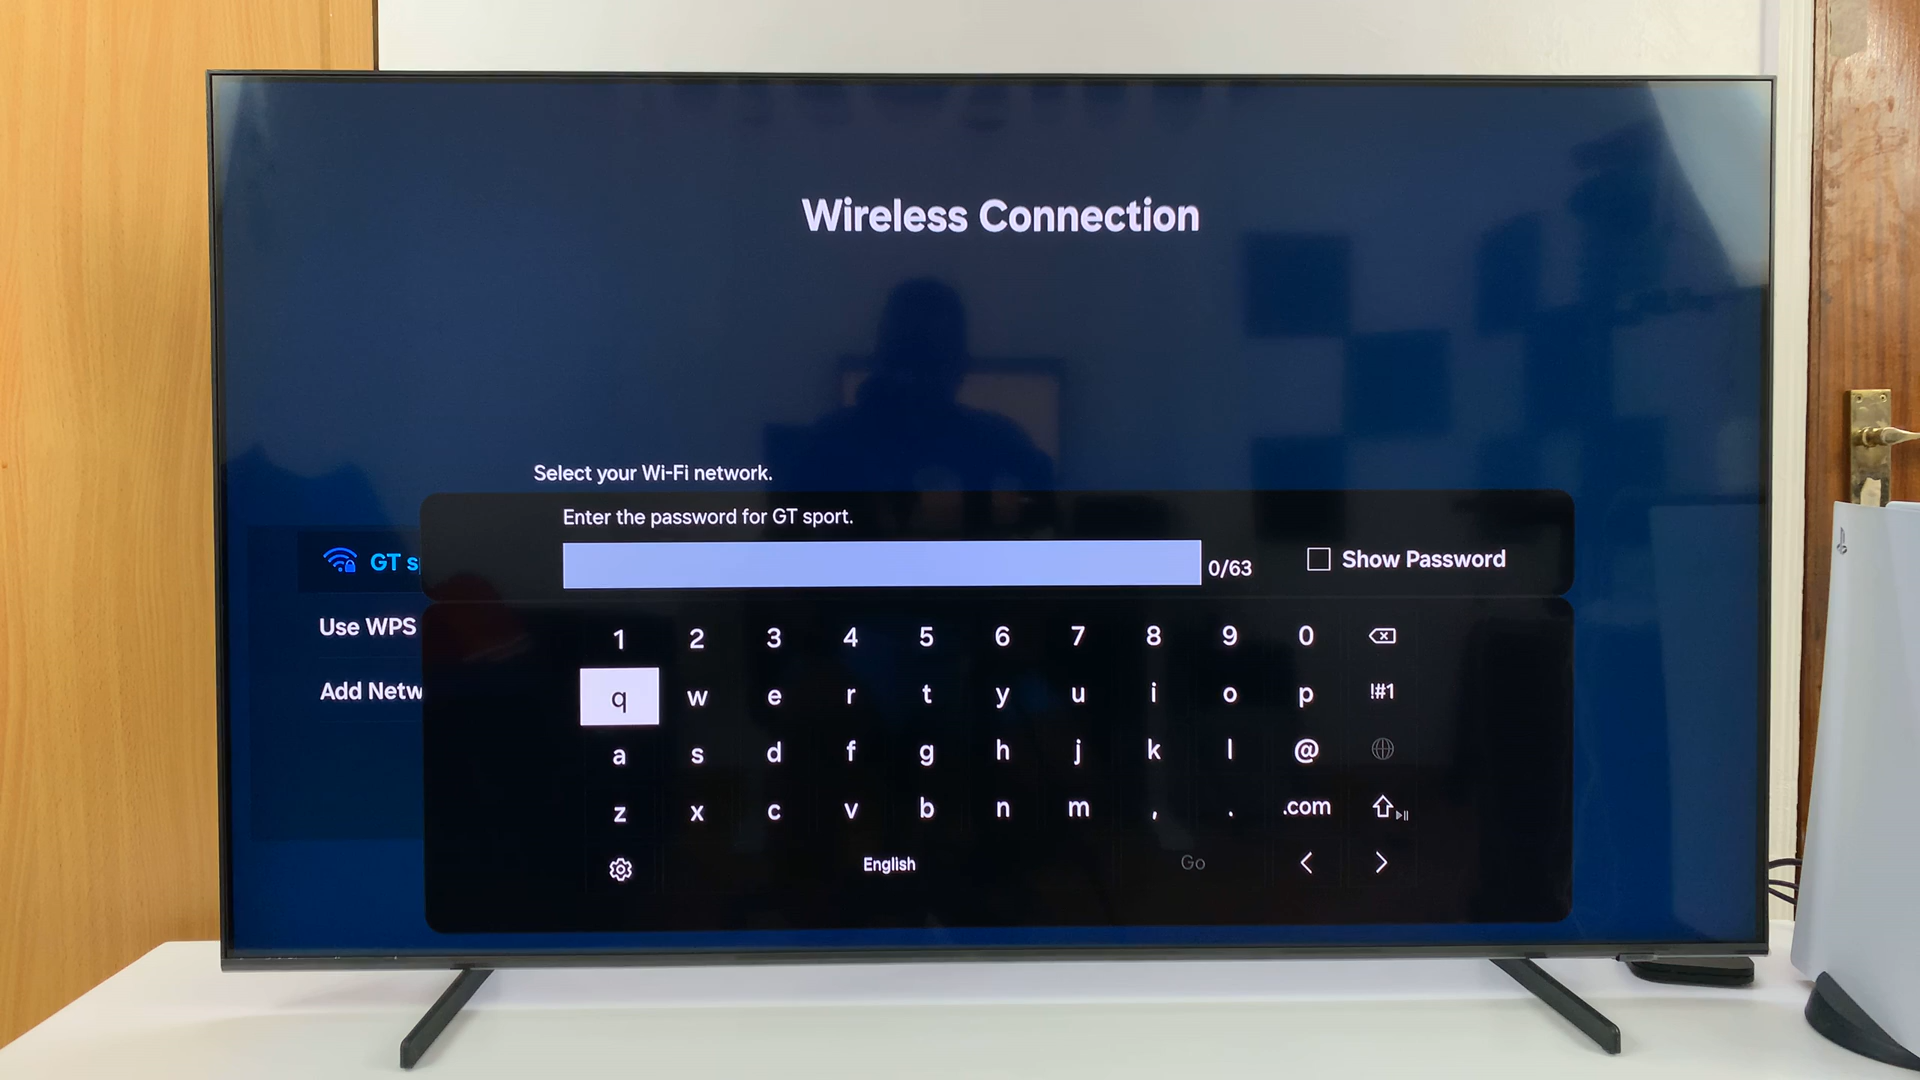 Wireless Connection
Select your Wi-Fi network.
Enter the password for GT sport.
0/63
Show Password
GT s
Use WPS
Add Netw
1 2 3 4 5 6 7 8 9 0
q w e r t y u i o p !#1
a s d f g h j k l @
z x c v b n m , . .com
English Go < >